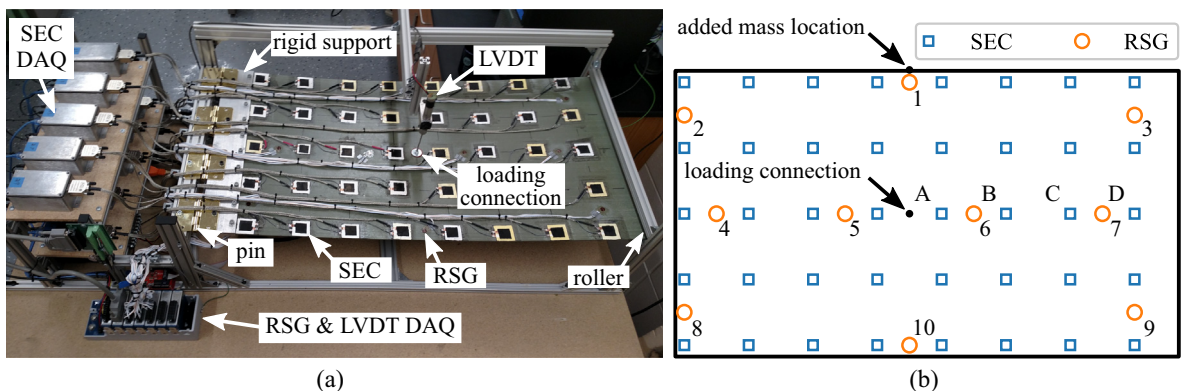 SEC
DAQ
rigid support
LVDT
loading
connection
pin
SEC
RSG
roller
RSG & LVDT DAQ
(a)
added mass location
SEC
RSG
1
2
3
loading connection
A
B
C
D
4
5
6
7
8
9
10
(b)